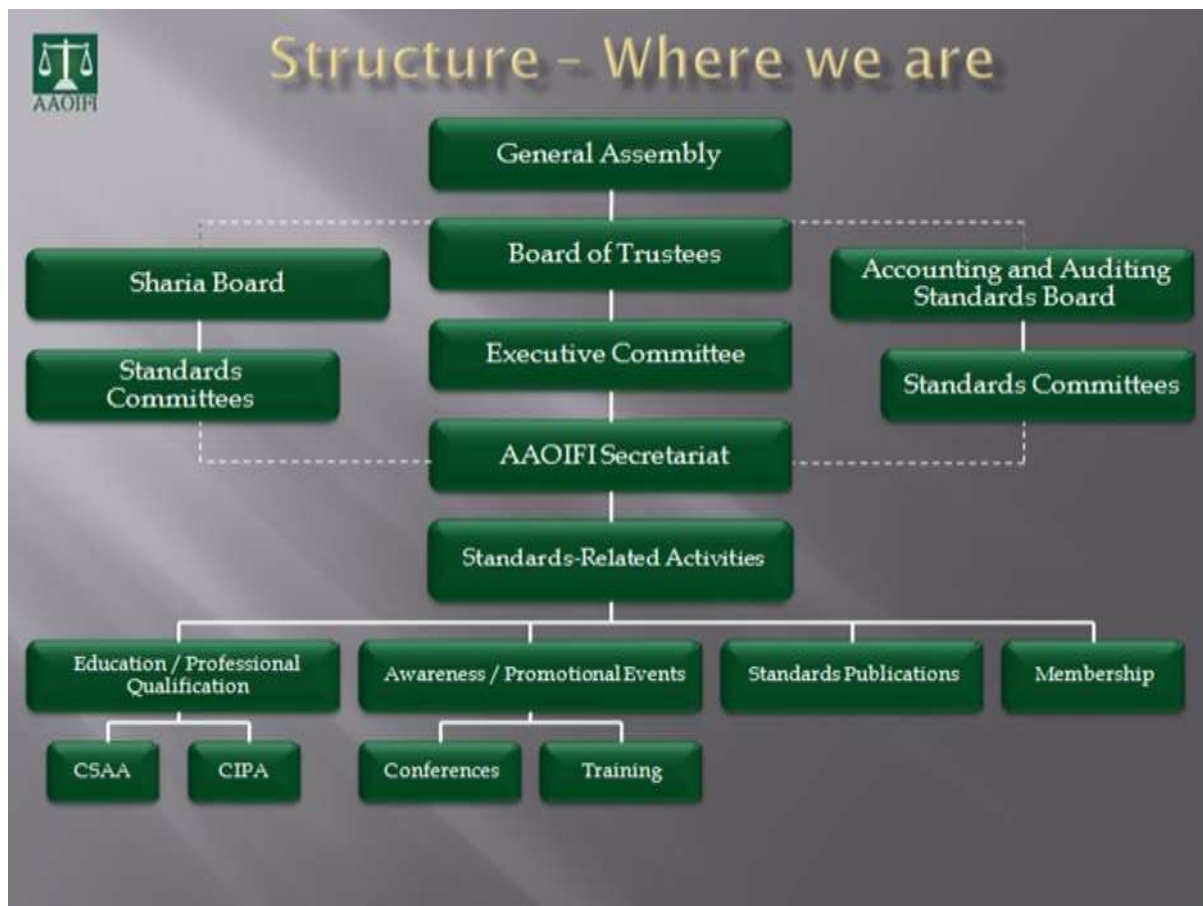 AAOIFI
Structure – Where we are
General Assembly
Board of Trustees
Sharia Board
Accounting and Auditing
Standards Board
Executive Committee
Standards
Committees
Standards Committees
AAOIFI Secretariat
Standards-Related Activities
Education / Professional
Qualification
Awareness / Promotional Events
Standards Publications
Membership
CSAA
CIPA
Conferences
Training